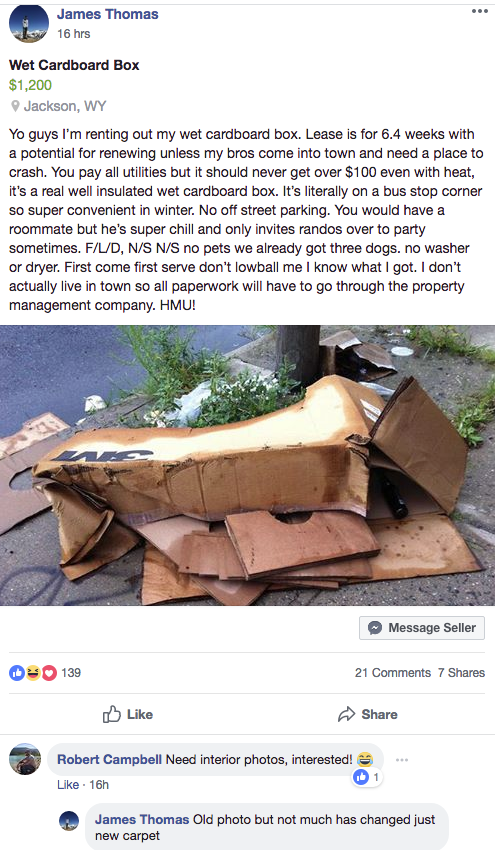 James Thomas
16 hrs
Wet Cardboard Box
$1,200
Jackson, WY
Yo guys I'm renting out my wet cardboard box. Lease is for 6.4 weeks with
a potential for renewing unless my bros come into town and need a place to
crash. You pay all utilities but it should never get over $100 even with heat,
it's a real well insulated wet cardboard box. It's literally on a bus stop corner
so super convenient in winter. No off street parking. You would have a
roommate but he's super chill and only invites randos over to party
sometimes. F/L/D, N/S N/S no pets we already got three dogs. no washer
or dryer. First come first serve don't lowball me I know what I got. I don't
actually live in town so all paperwork will have to go through the property
management company. HMU!
Message Seller
139
21 Comments 7 Shares
Like
Share
Robert Campbell Need interior photos, interested!
1
Like · 16h
James Thomas Old photo but not much has changed just
new carpet